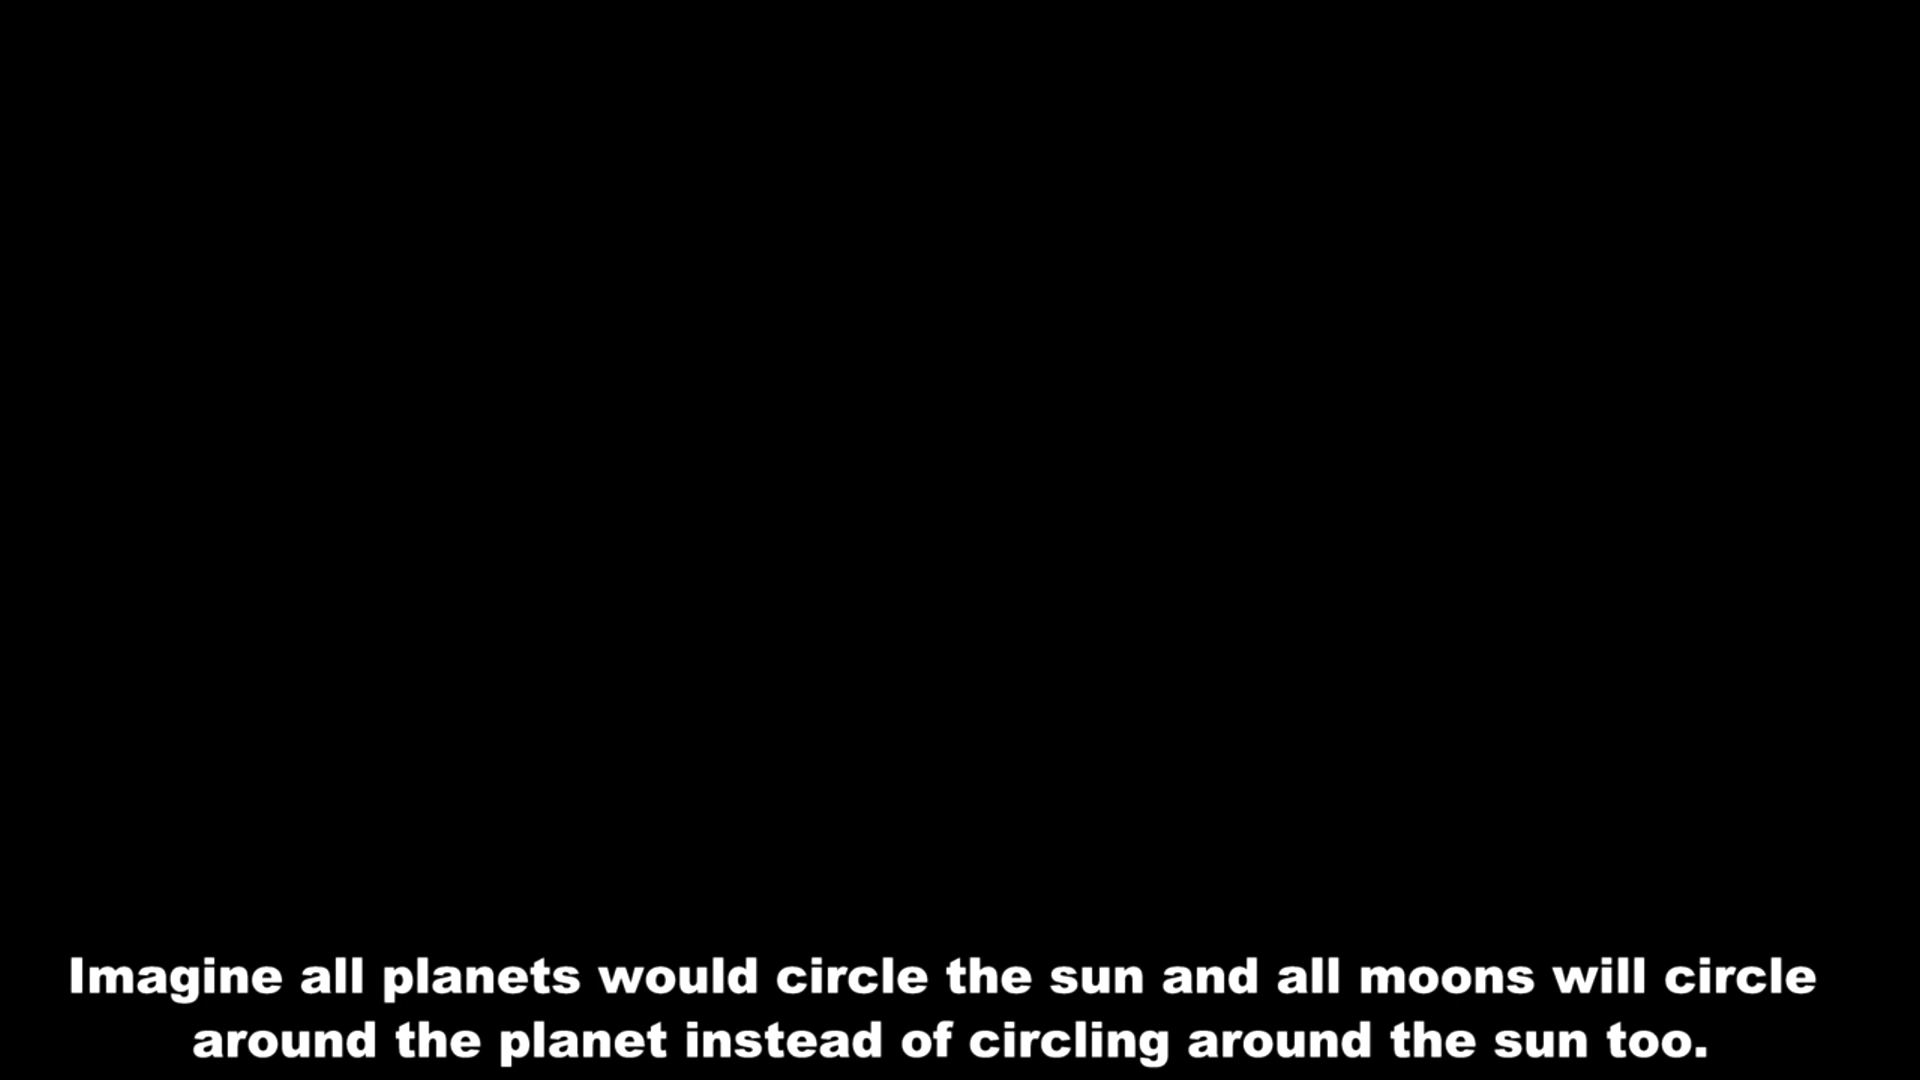 Imagine all planets would circle the sun and all moons will circle
around the planet instead of circling around the sun too.